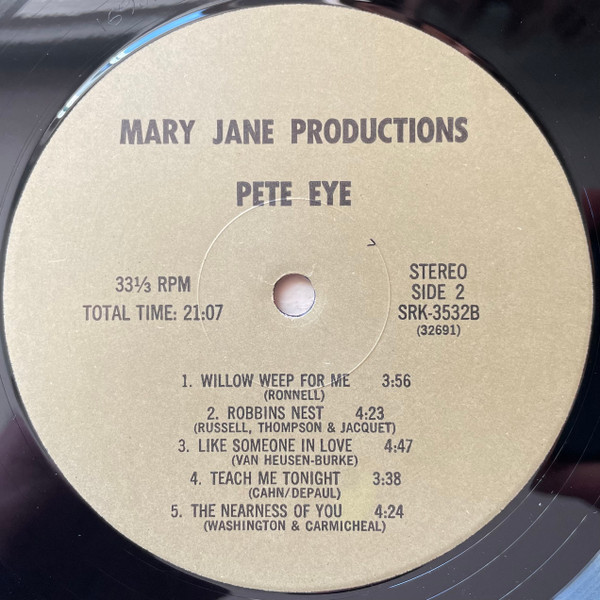 MARY JANE PRODUCTIONS
PETE EYE
33⅓ RPM
TOTAL TIME: 21:07
STEREO
SIDE 2
SRK-3532B
(32691)
1. WILLOW WEEP FOR ME 3:56
(RONNELL)
2. ROBBINS NEST 4:23
(RUSSELL, THOMPSON & JACQUET)
3. LIKE SOMEONE IN LOVE 4:47
(VAN HEUSEN-BURKE)
4. TEACH ME TONIGHT 3:38
(CAHN/DEPAUL)
5. THE NEARNESS OF YOU 4:24
(WASHINGTON & CARMICHEAL)